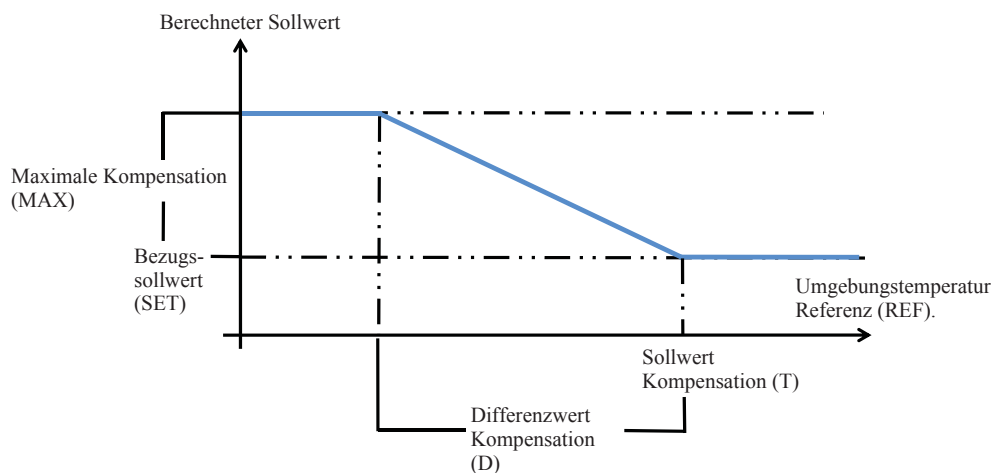 Berechneter Sollwert
Maximale Kompensation
(MAX)
Bezugs-
sollwert
(SET)
Umgebungstemperatur
Referenz (REF).
Sollwert
Kompensation (T)
Differenzwert
Kompensation
(D)